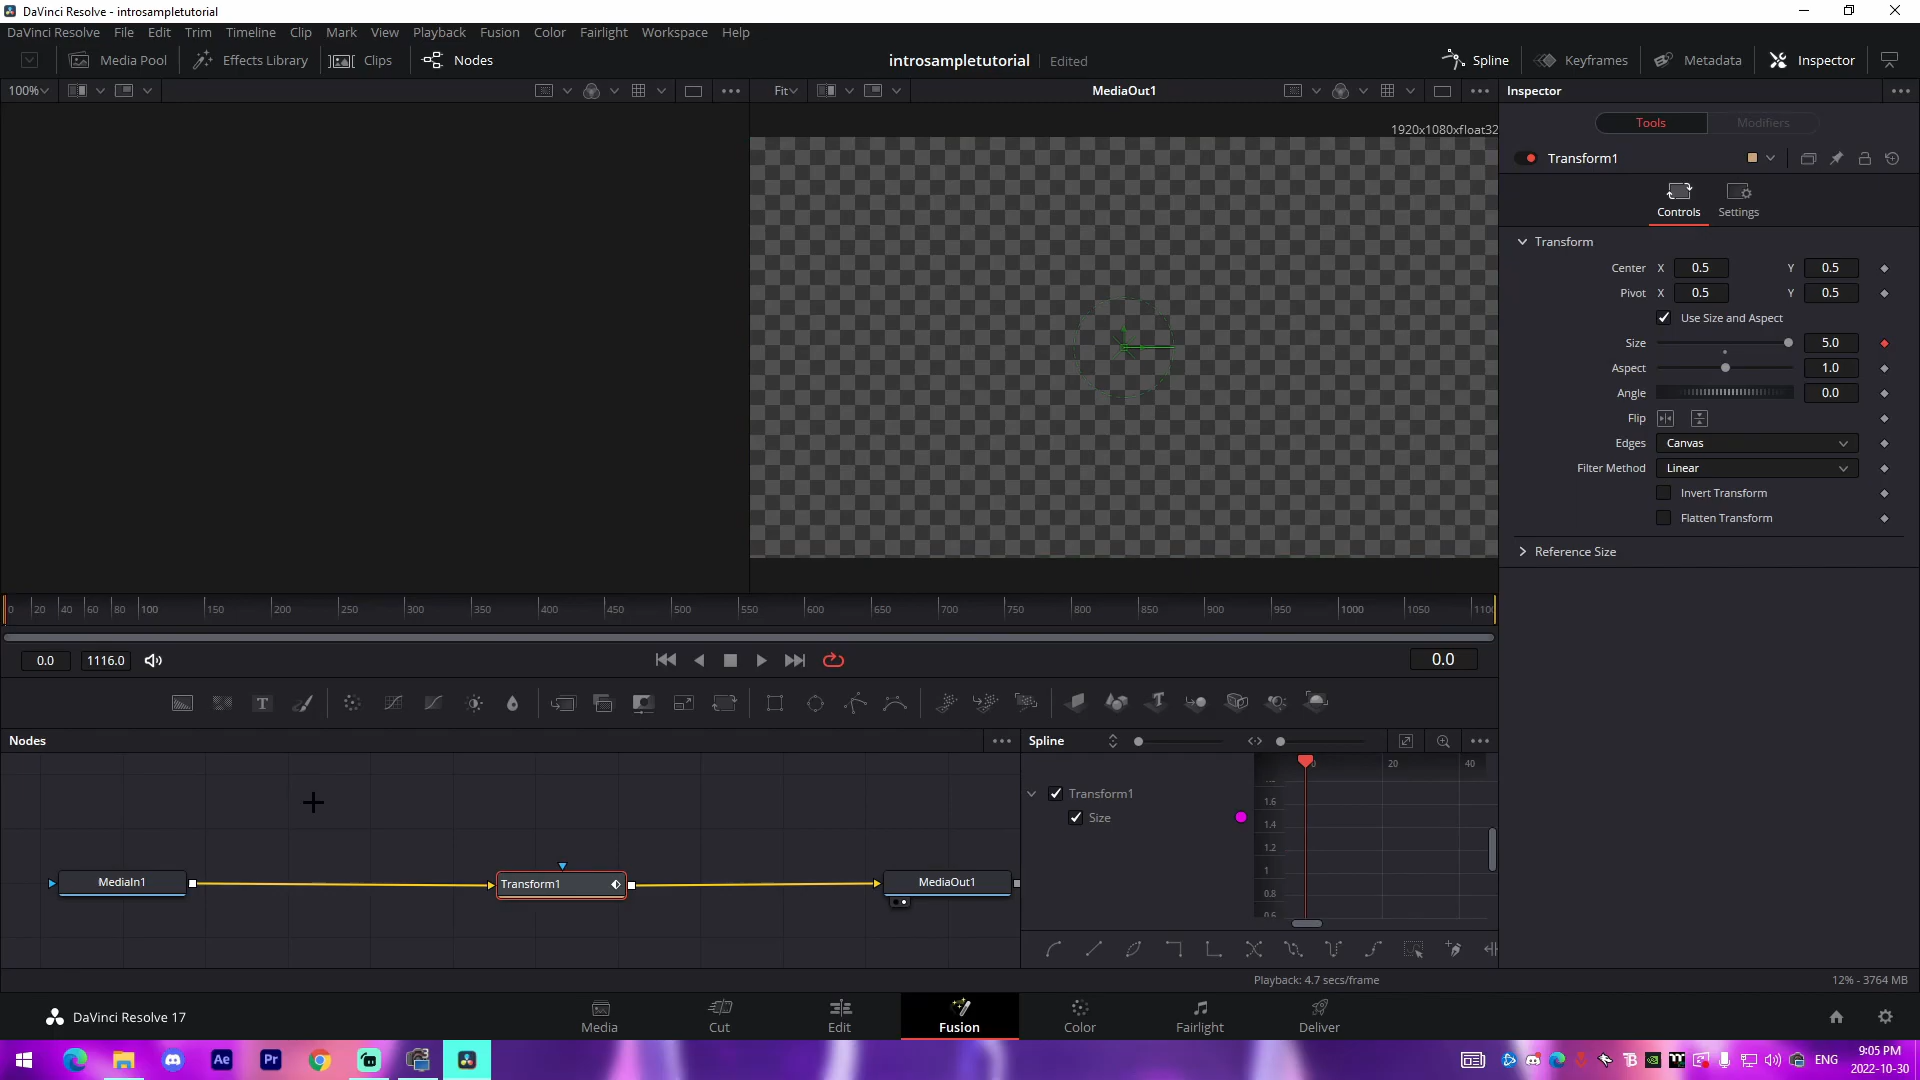 DaVinci Resolve - introsampletutorial
DaVinci Resolve File Edit Trim Timeline Clip Mark View Playback Fusion Color Fairlight Workspace Help
Media Pool Effects Library Clips Nodes introsampletutorial Edited Spline Keyframes Metadata Inspector
100% Fit MediaOut1 Inspector
1920x1080xfloat32
Tools Modifiers
Transform1
Controls Settings
Transform
Center X 0.5 Y 0.5
Pivot X 0.5 Y 0.5
Use Size and Aspect
Size 5.0
Aspect 1.0
Angle 0.0
Flip
Edges Canvas
Filter Method Linear
Invert Transform
Flatten Transform
Reference Size
0 20 40 60 80 100 150 200 250 300 350 400 450 500 550 600 650 700 750 800 850 900 950 1000 1050 1100
0.0 1116.0 0.0
Nodes Spline
0 20 40
Transform1
Size
1.6
1.4
1.2
1
0.8
0.6
MediaIn1 Transform1 MediaOut1
Playback: 4.7 secs/frame 12% - 3764 MB
DaVinci Resolve 17 Media Cut Edit Fusion Color Fairlight Deliver
Ae Pr ENG
9:05 PM
2022-10-30